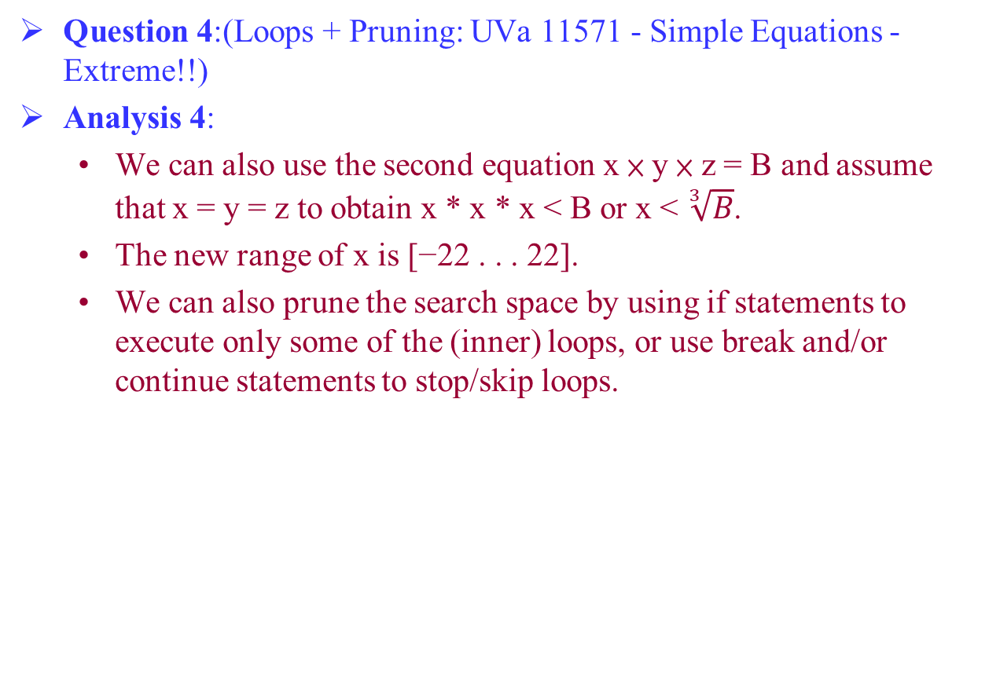 ➢ Question 4:(Loops + Pruning: UVa 11571 - Simple Equations -
Extreme!!)
➢ Analysis 4:
• We can also use the second equation x × y × z = B and assume
that x = y = z to obtain x * x * x < B or x < ∛B.
• The new range of x is [−22 . . . 22].
• We can also prune the search space by using if statements to
execute only some of the (inner) loops, or use break and/or
continue statements to stop/skip loops.